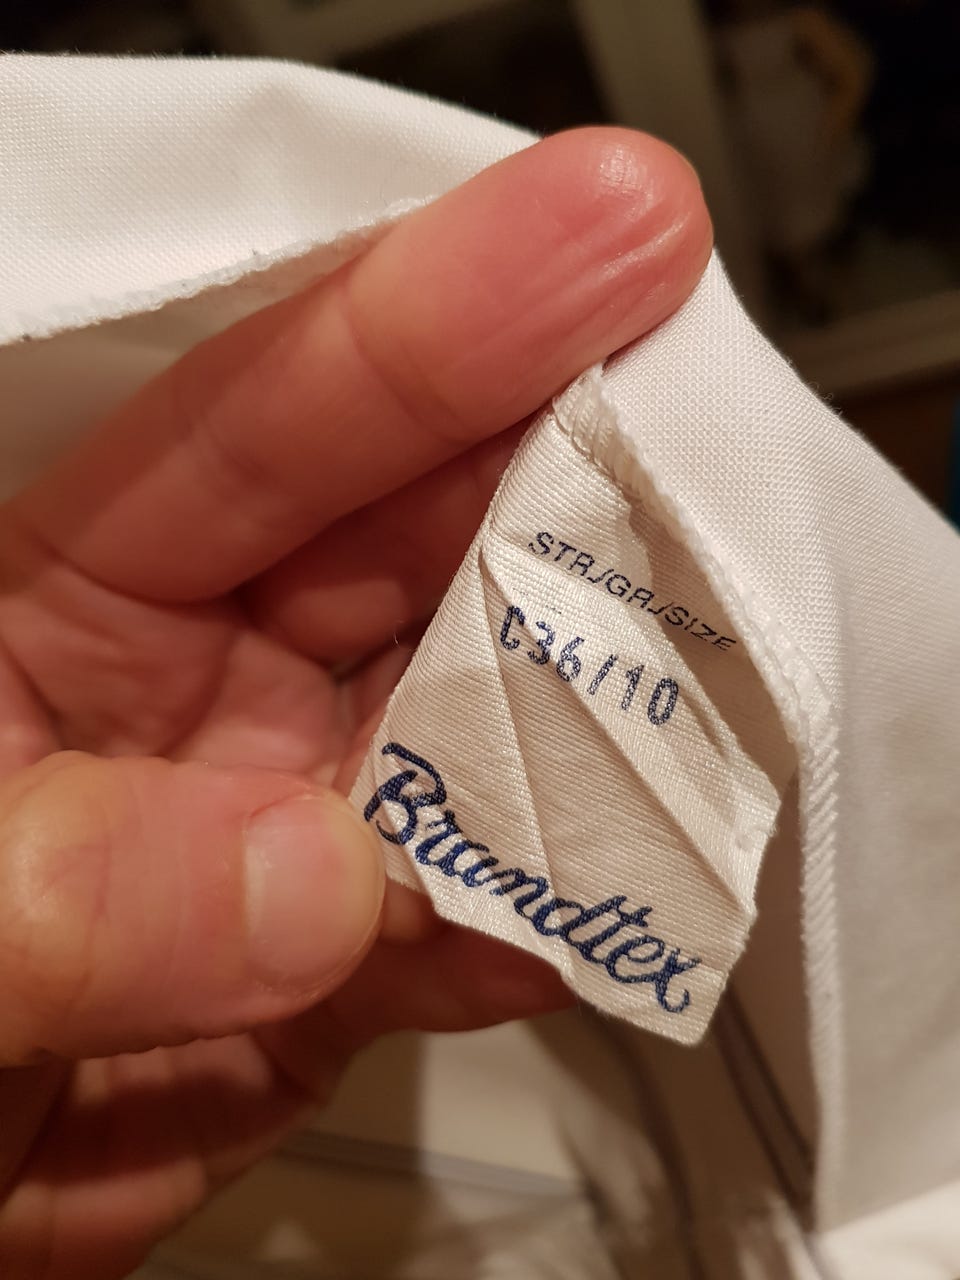 STR/GR/SIZE
C36/10
Brandtex